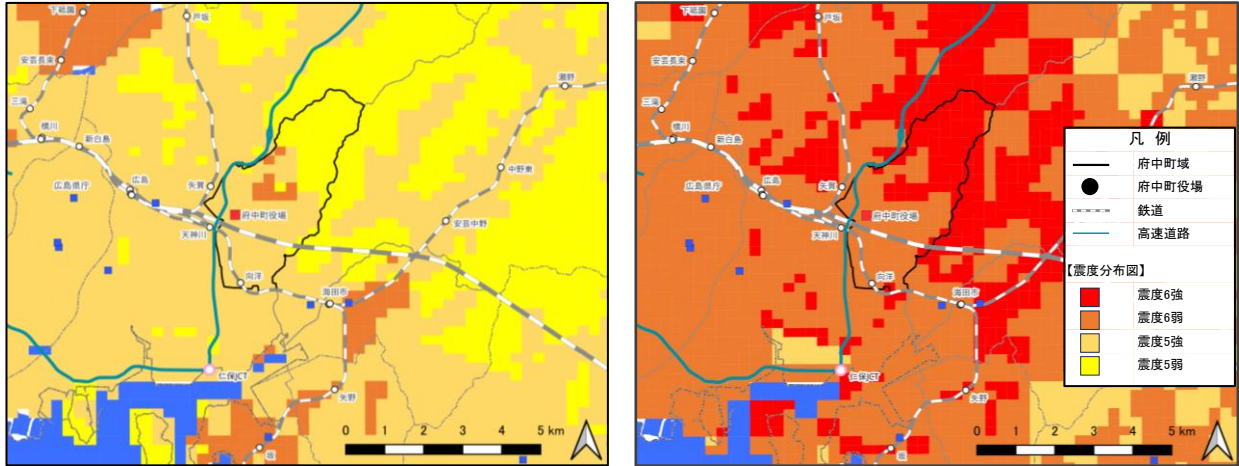 下祗園
戸坂
安芸長束
三滝
横川
新白島
瀬野
中野東
広島
広島県庁
矢賀
府中町役場
天神川
安芸中野
向洋
海田市
仁保JCT
矢野
坂
0 1 2 3 4 5 km
下祗園
戸坂
安芸長束
三滝
横川
新白島
瀬野
広島
広島県庁
矢賀
府中町役場
天神川
向洋
海田市
仁保JCT
矢野
坂
0 1 2 3 4 5 km
凡 例
府中町域
府中町役場
鉄道
高速道路
【震度分布図】
震度6強
震度6弱
震度5強
震度5弱